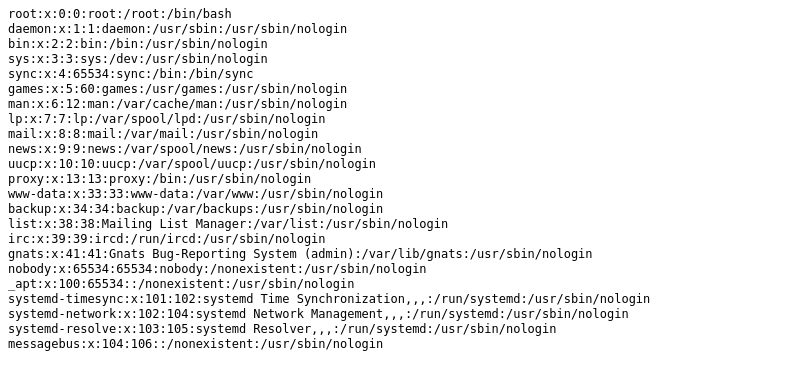 root:x:0:0:root:/root:/bin/bash
daemon:x:1:1:daemon:/usr/sbin:/usr/sbin/nologin
bin:x:2:2:bin:/bin:/usr/sbin/nologin
sys:x:3:3:sys:/dev:/usr/sbin/nologin
sync:x:4:65534:sync:/bin:/bin/sync
games:x:5:60:games:/usr/games:/usr/sbin/nologin
man:x:6:12:man:/var/cache/man:/usr/sbin/nologin
lp:x:7:7:lp:/var/spool/lpd:/usr/sbin/nologin
mail:x:8:8:mail:/var/mail:/usr/sbin/nologin
news:x:9:9:news:/var/spool/news:/usr/sbin/nologin
uucp:x:10:10:uucp:/var/spool/uucp:/usr/sbin/nologin
proxy:x:13:13:proxy:/bin:/usr/sbin/nologin
www-data:x:33:33:www-data:/var/www:/usr/sbin/nologin
backup:x:34:34:backup:/var/backups:/usr/sbin/nologin
list:x:38:38:Mailing List Manager:/var/list:/usr/sbin/nologin
irc:x:39:39:ircd:/run/ircd:/usr/sbin/nologin
gnats:x:41:41:Gnats Bug-Reporting System (admin):/var/lib/gnats:/usr/sbin/nologin
nobody:x:65534:65534:nobody:/nonexistent:/usr/sbin/nologin
_apt:x:100:65534::/nonexistent:/usr/sbin/nologin
systemd-timesync:x:101:102:systemd Time Synchronization,,,:/run/systemd:/usr/sbin/nologin
systemd-network:x:102:104:systemd Network Management,,,:/run/systemd:/usr/sbin/nologin
systemd-resolve:x:103:105:systemd Resolver,,,:/run/systemd:/usr/sbin/nologin
messagebus:x:104:106::/nonexistent:/usr/sbin/nologin